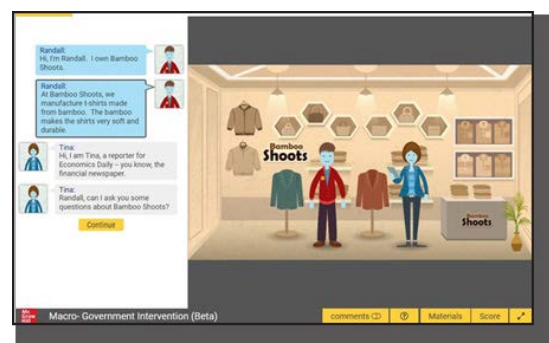 Randall:
Hi, I'm Randall. I own Bamboo
Shoots.
Randall:
At Bamboo Shoots, we
manufacture t-shirts made
from bamboo. The bamboo
makes the shirts very soft and
durable.
Tina:
Hi, I am Tina, a reporter for
Economics Daily – you know, the
financial newspaper.
Tina:
Randall, can I ask you some
questions about Bamboo Shoots?
Continue
Bamboo
Shoots
Bamboo
Shoots
Mc
Graw
Hill
Macro- Government Intervention (Beta)
comments
?
Materials
Score